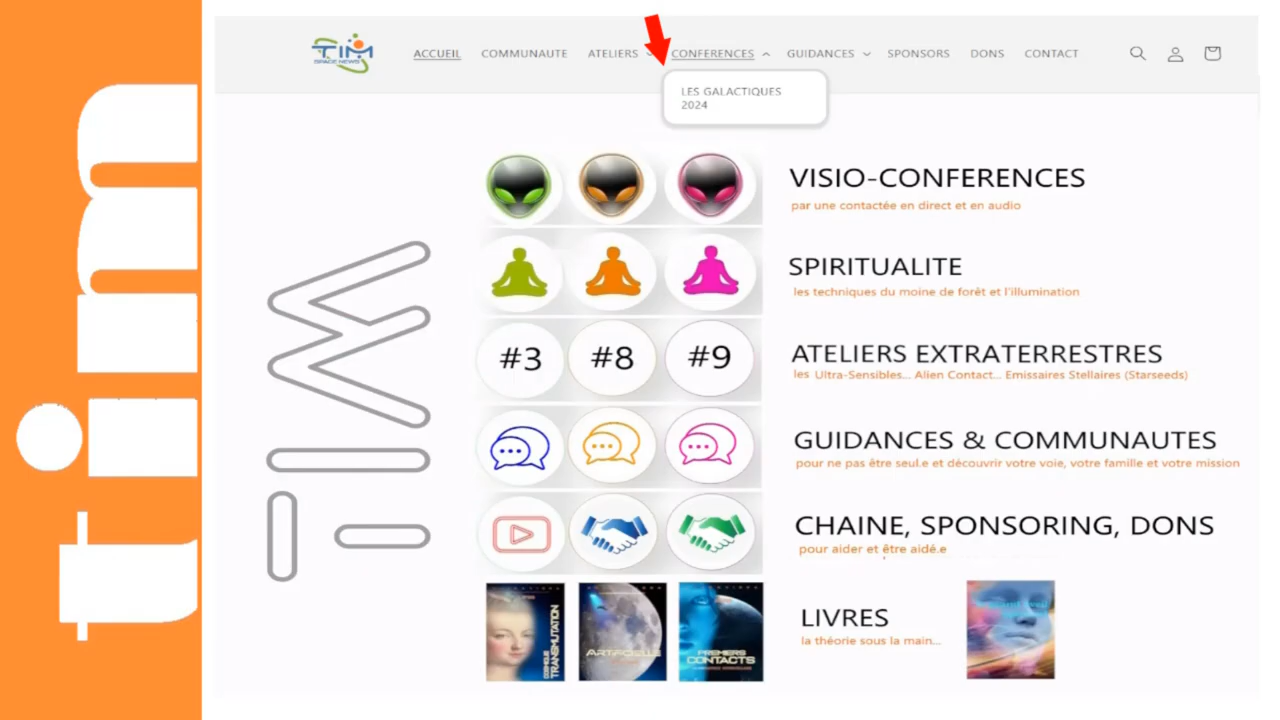 tim
TIM
SPACE NEWS
ACCUEIL
COMMUNAUTE
ATELIERS
CONFERENCES
GUIDANCES
SPONSORS
DONS
CONTACT
LES GALACTIQUES
2024
TIM
VISIO-CONFERENCES
par une contactée en direct et en audio
SPIRITUALITE
les techniques du moine de forêt et l'illumination
#3 #8 #9
ATELIERS EXTRATERRESTRES
les Ultra-Sensibles... Alien Contact... Emissaires Stellaires (Starseeds)
GUIDANCES & COMMUNAUTES
pour ne pas être seul.e et découvrir votre voie, votre famille et votre mission
CHAINE, SPONSORING, DONS
pour aider et être aidé.e
TRANSMUTATION
ARTIFICIELLE
PREMIERS
CONTACTS
LIVRES
la théorie sous la main...